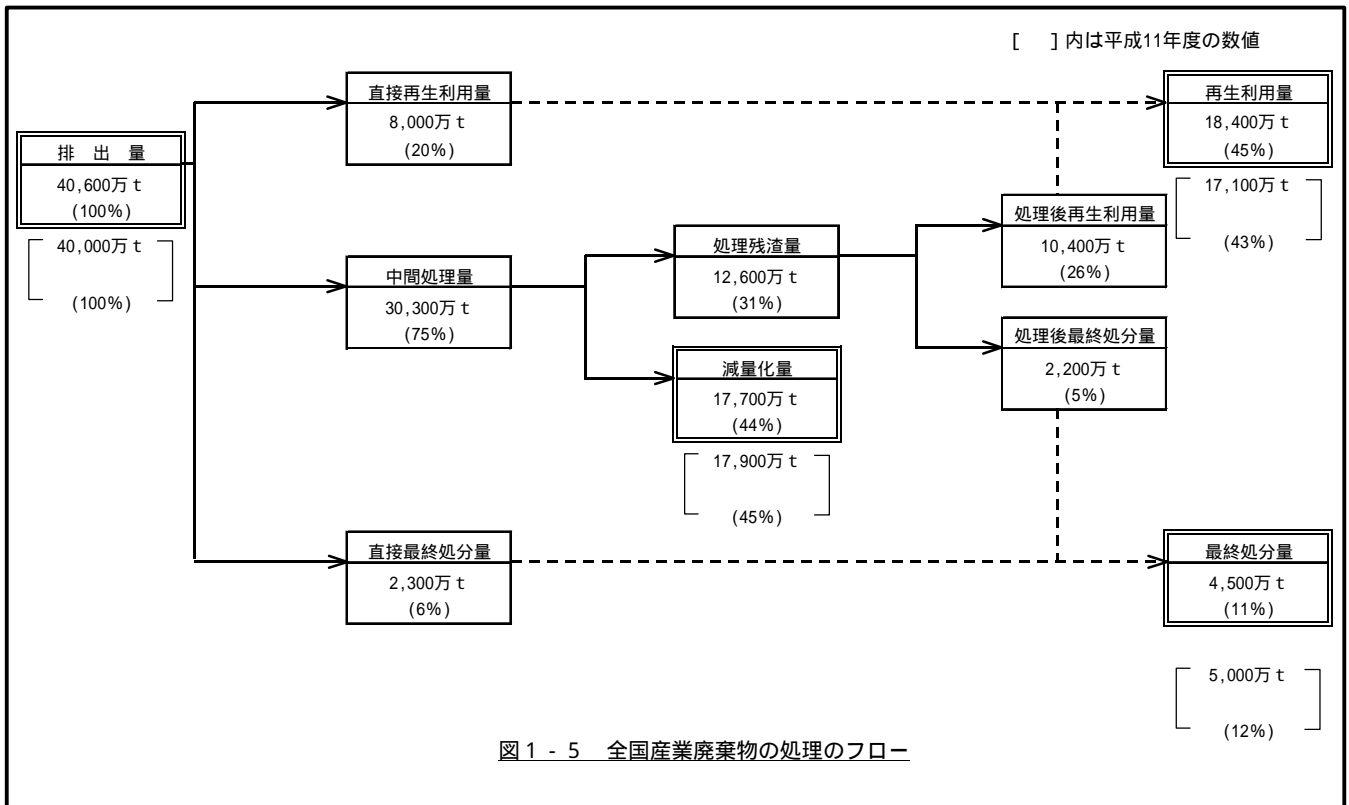 [　]内は平成11年度の数値
排　出　量
40,600万ｔ
(100%)
40,000万ｔ
(100%)
直接再生利用量
8,000万ｔ
(20%)
中間処理量
30,300万ｔ
(75%)
直接最終処分量
2,300万ｔ
(6%)
処理残渣量
12,600万ｔ
(31%)
減量化量
17,700万ｔ
(44%)
17,900万ｔ
(45%)
処理後再生利用量
10,400万ｔ
(26%)
処理後最終処分量
2,200万ｔ
(5%)
再生利用量
18,400万ｔ
(45%)
17,100万ｔ
(43%)
最終処分量
4,500万ｔ
(11%)
5,000万ｔ
(12%)
図１-５　全国産業廃棄物の処理のフロー